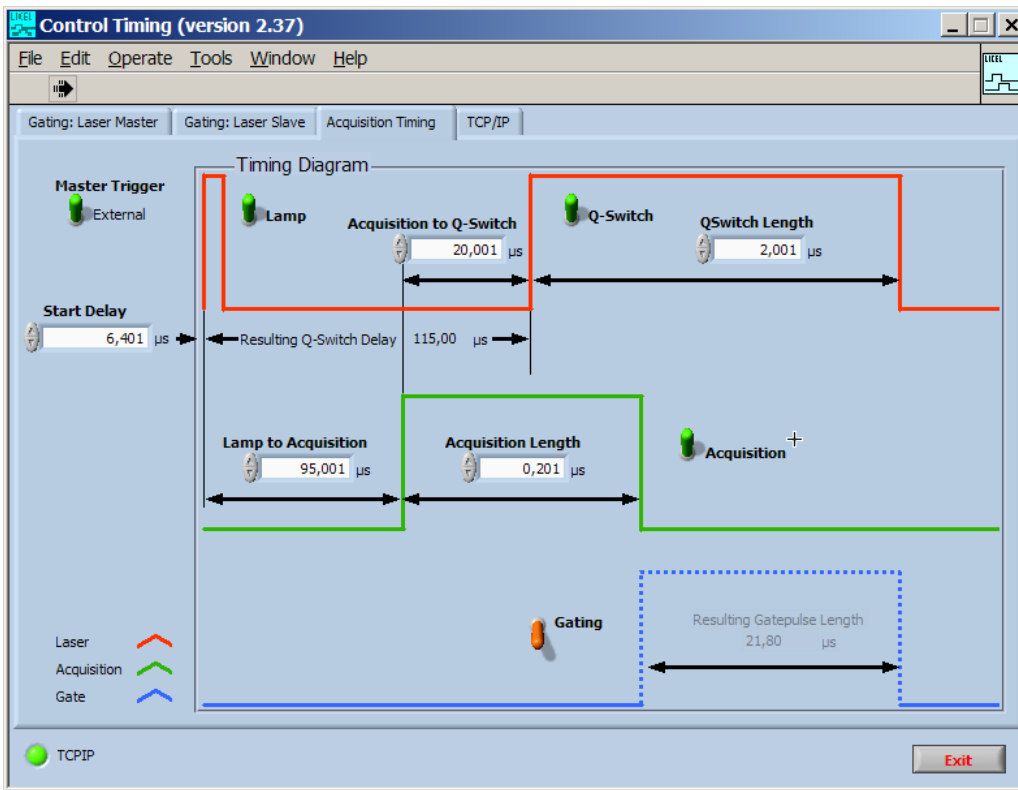 LICEL
Control Timing (version 2.37)
File Edit Operate Tools Window Help
LICEL
Gating: Laser Master
Gating: Laser Slave
Acquisition Timing
TCP/IP
Timing Diagram
Master Trigger
External
Lamp
Acquisition to Q-Switch
20,001 µs
Q-Switch
QSwitch Length
2,001 µs
Start Delay
6,401 µs
Resulting Q-Switch Delay 115,00 µs
Lamp to Acquisition
95,001 µs
Acquisition Length
0,201 µs
Acquisition
Gating
Resulting Gatepulse Length
21,80 µs
Laser
Acquisition
Gate
TCPIP
Exit